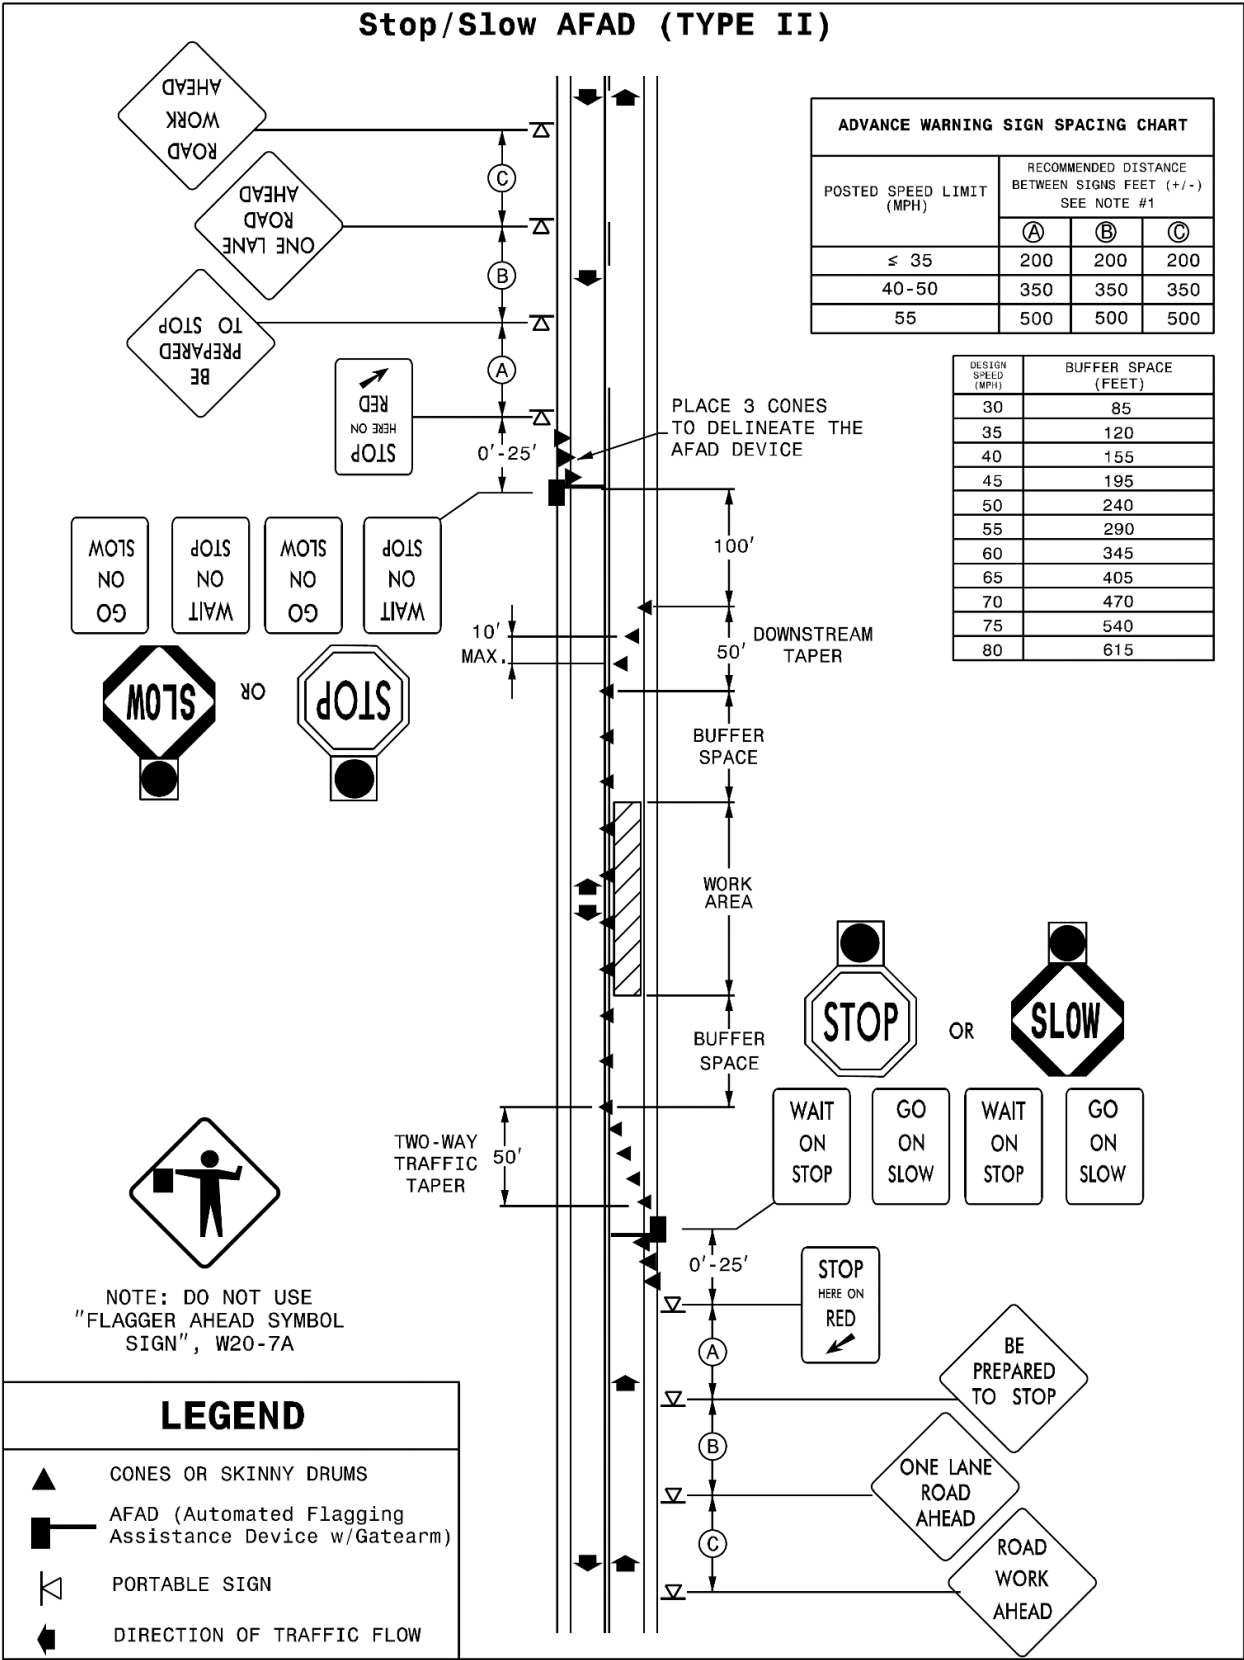 Stop/Slow AFAD (TYPE II)
ROAD
WORK
AHEAD
ONE LANE
ROAD
AHEAD
BE
PREPARED
TO STOP
STOP
HERE ON
RED
C
B
A
0'-25'
PLACE 3 CONES
TO DELINEATE THE
AFAD DEVICE
ADVANCE WARNING SIGN SPACING CHART
POSTED SPEED LIMIT
(MPH)
RECOMMENDED DISTANCE
BETWEEN SIGNS FEET (+/-)
SEE NOTE #1
A B C
≤ 35 200 200 200
40-50 350 350 350
55 500 500 500
DESIGN
SPEED
(MPH)
BUFFER SPACE
(FEET)
30 85
35 120
40 155
45 195
50 240
55 290
60 345
65 405
70 470
75 540
80 615
GO
ON
SLOW
WAIT
ON
STOP
GO
ON
SLOW
WAIT
ON
STOP
SLOW
OR
STOP
100'
10'
MAX.
50'
DOWNSTREAM
TAPER
BUFFER
SPACE
WORK
AREA
BUFFER
SPACE
STOP
OR
SLOW
WAIT
ON
STOP
GO
ON
SLOW
WAIT
ON
STOP
GO
ON
SLOW
TWO-WAY
TRAFFIC
TAPER
50'
0'-25'
STOP
HERE ON
RED
A
B
C
BE
PREPARED
TO STOP
ONE LANE
ROAD
AHEAD
ROAD
WORK
AHEAD
NOTE: DO NOT USE
"FLAGGER AHEAD SYMBOL
SIGN", W20-7A
LEGEND
CONES OR SKINNY DRUMS
AFAD (Automated Flagging
Assistance Device w/Gatearm)
PORTABLE SIGN
DIRECTION OF TRAFFIC FLOW